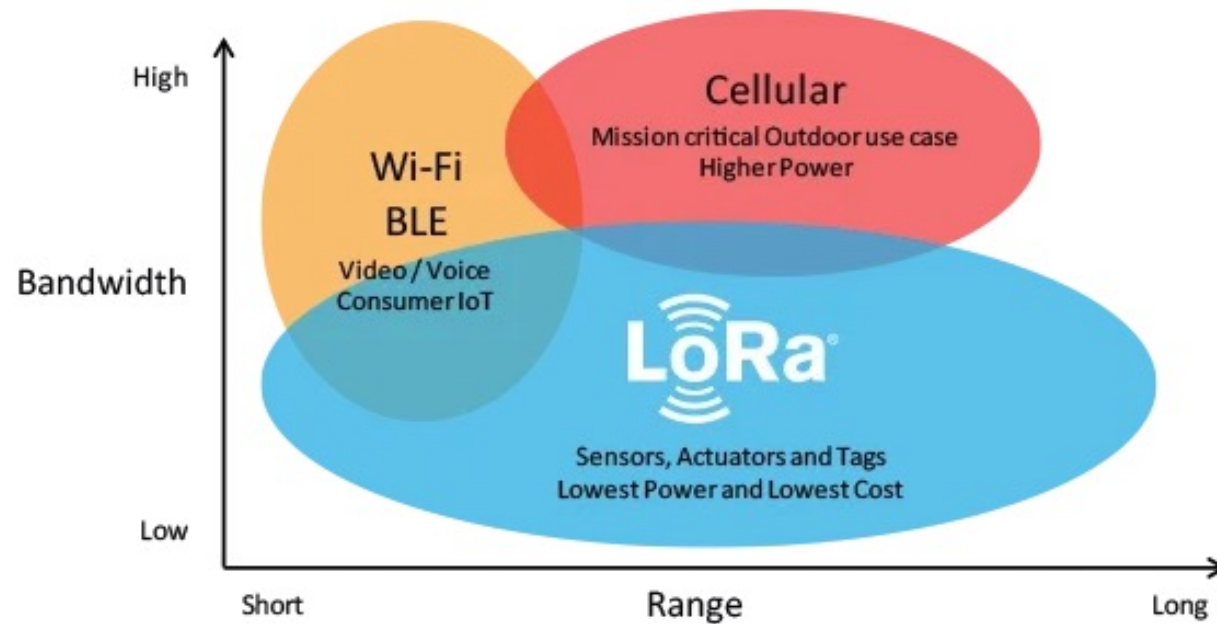 High
Cellular
Mission critical Outdoor use case
Higher Power
Wi-Fi
BLE
Video / Voice
Consumer IoT
Bandwidth
LoRa®
Sensors, Actuators and Tags
Lowest Power and Lowest Cost
Low
Short
Range
Long